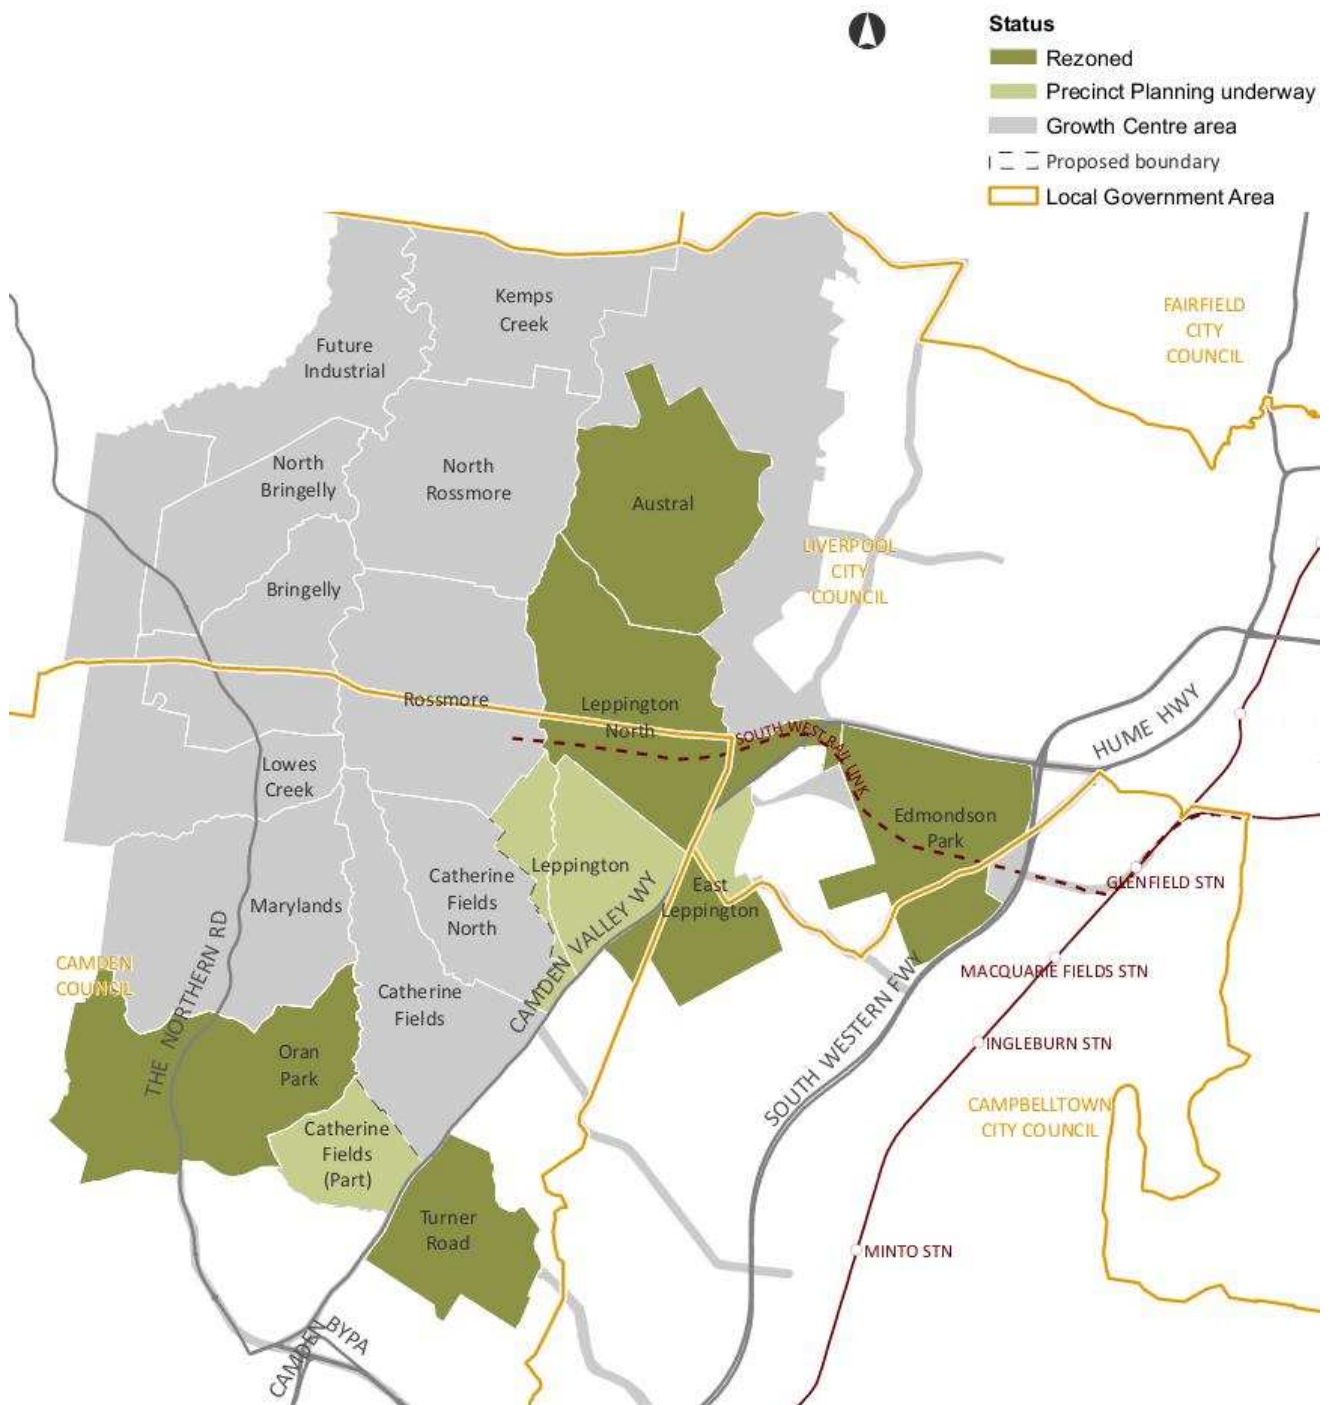 Status
Rezoned
Precinct Planning underway
Growth Centre area
Proposed boundary
Local Government Area
Kemps
Creek
FAIRFIELD
CITY
COUNCIL
Future
Industrial
North
Bringelly
North
Rossmore
Austral
LIVERPOOL
CITY
COUNCIL
Bringelly
Rossmore
Leppington
North
SOUTH WEST RAIL LINK
HUME HWY
Lowes
Creek
Edmondson
Park
Leppington
Catherine
Fields
North
East
Leppington
GLENFIELD STN
Marylands
CAMDEN VALLEY WY
THE NORTHERN RD
CAMDEN
COUNCIL
MACQUARIE FIELDS STN
Catherine
Fields
SOUTH WESTERN FWY
INGLEBURN STN
Oran
Park
CAMPBELLTOWN
CITY COUNCIL
Catherine
Fields
(Part)
Turner
Road
MINTO STN
CAMDEN
BYPA